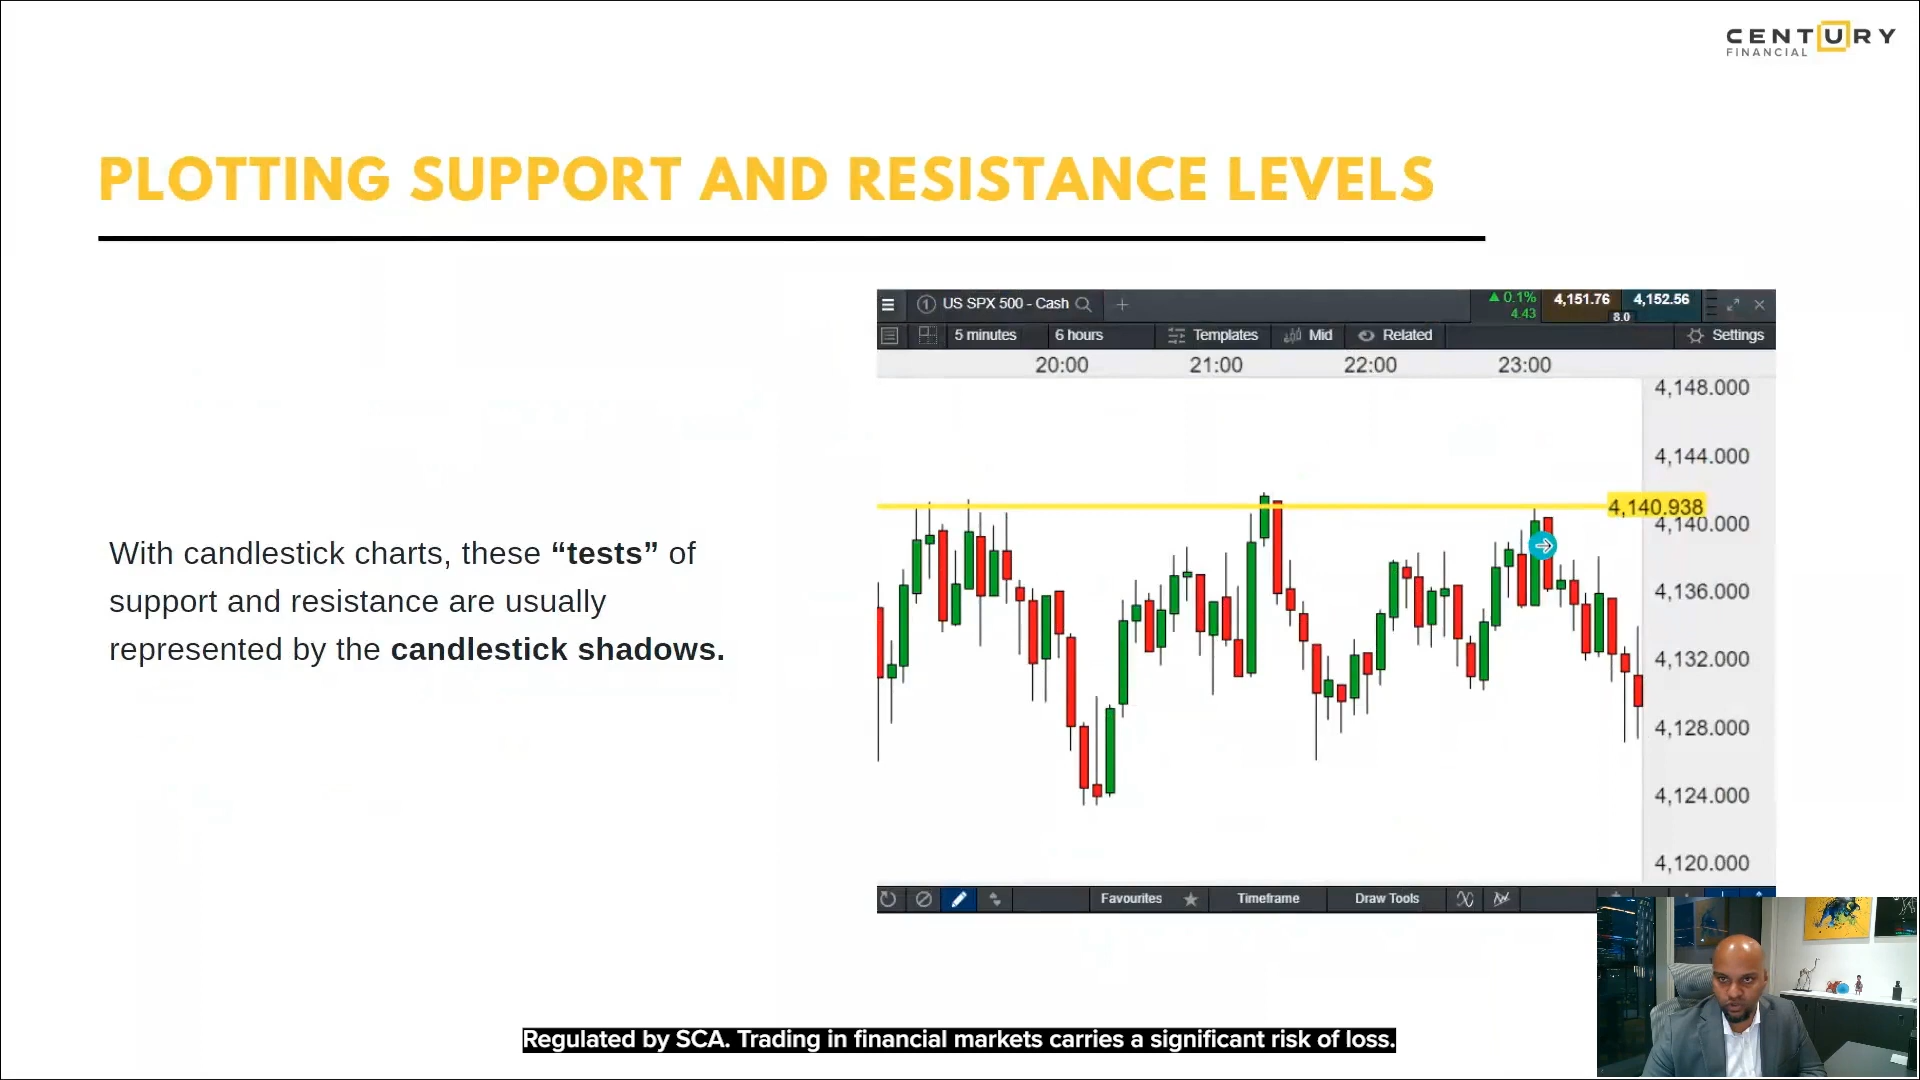 CENTURY
FINANCIAL
PLOTTING SUPPORT AND RESISTANCE LEVELS
With candlestick charts, these “tests” of
support and resistance are usually
represented by the candlestick shadows.
1 US SPX 500 - Cash
0.1%
4.43
4,151.76
8.0
4,152.56
5 minutes
6 hours
Templates
Mid
Related
Settings
20:00
21:00
22:00
23:00
4,148.000
4,144.000
4,140.938
4,140.000
4,136.000
4,132.000
4,128.000
4,124.000
4,120.000
Favourites
Timeframe
Draw Tools
Regulated by SCA. Trading in financial markets carries a significant risk of loss.